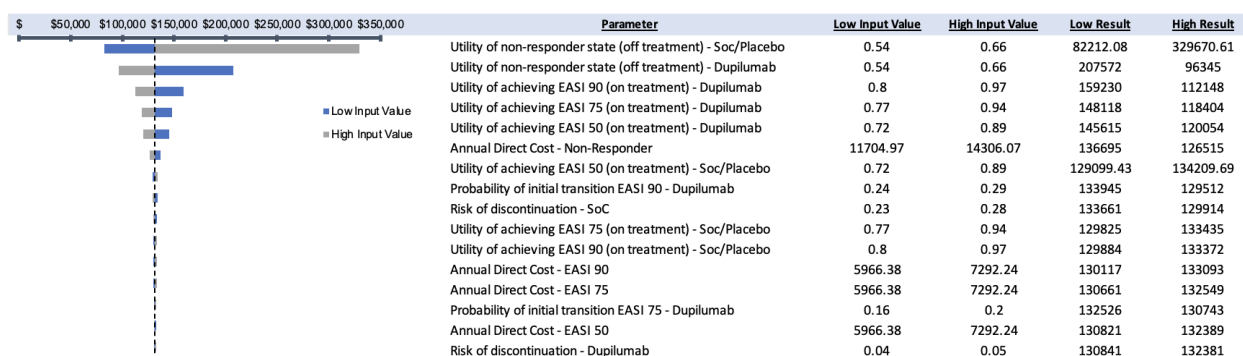 $ $50,000 $100,000 $150,000 $200,000 $250,000 $300,000 $350,000 Parameter Low Input Value High Input Value Low Result High Result
Utility of non-responder state (off treatment) - Soc/Placebo 0.54 0.66 82212.08 329670.61
Utility of non-responder state (off treatment) - Dupilumab 0.54 0.66 207572 96345
Utility of achieving EASI 90 (on treatment) - Dupilumab 0.8 0.97 159230 112148
Low Input Value Utility of achieving EASI 75 (on treatment) - Dupilumab 0.77 0.94 148118 118404
High Input Value Utility of achieving EASI 50 (on treatment) - Dupilumab 0.72 0.89 145615 120054
Annual Direct Cost - Non-Responder 11704.97 14306.07 136695 126515
Utility of achieving EASI 50 (on treatment) - Soc/Placebo 0.72 0.89 129099.43 134209.69
Probability of initial transition EASI 90 - Dupilumab 0.24 0.29 133945 129512
Risk of discontinuation - SoC 0.23 0.28 133661 129914
Utility of achieving EASI 75 (on treatment) - Soc/Placebo 0.77 0.94 129825 133435
Utility of achieving EASI 90 (on treatment) - Soc/Placebo 0.8 0.97 129884 133372
Annual Direct Cost - EASI 90 5966.38 7292.24 130117 133093
Annual Direct Cost - EASI 75 5966.38 7292.24 130661 132549
Probability of initial transition EASI 75 - Dupilumab 0.16 0.2 132526 130743
Annual Direct Cost - EASI 50 5966.38 7292.24 130821 132389
Risk of discontinuation - Dupilumab 0.04 0.05 130841 132381